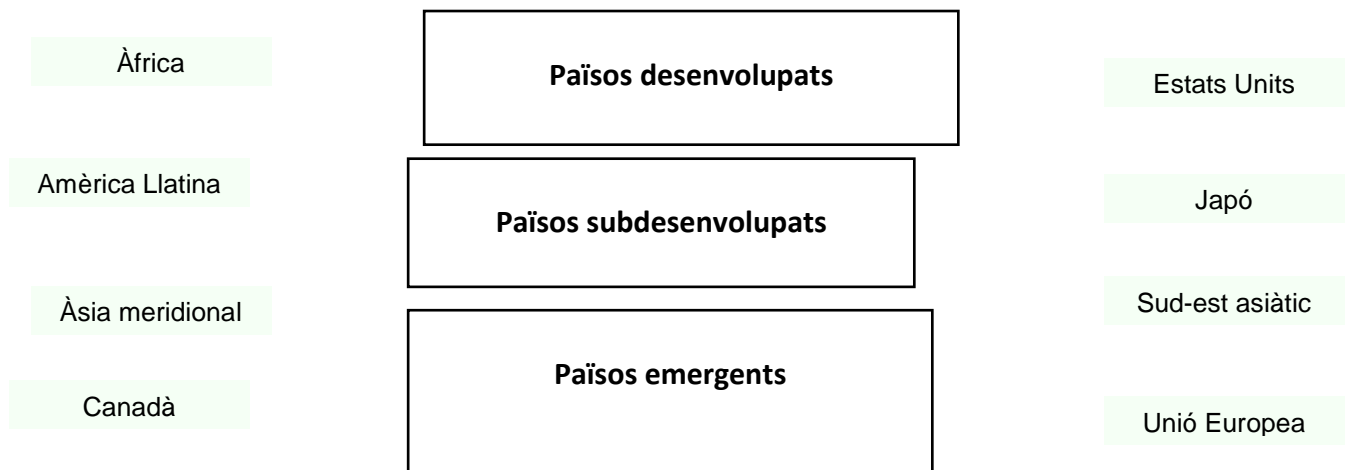 Àfrica
Amèrica Llatina
Àsia meridional
Canadà
Països desenvolupats
Països subdesenvolupats
Països emergents
Estats Units
Japó
Sud-est asiàtic
Unió Europea